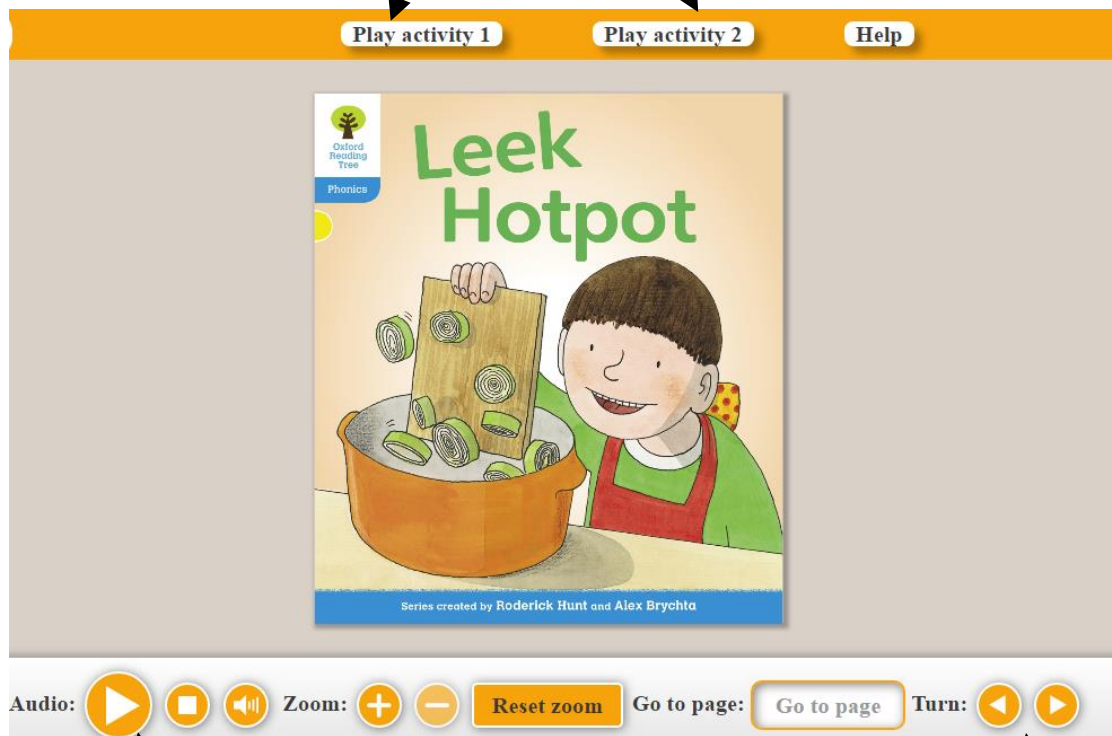 Play activity 1 Play activity 2 Help
Oxford
Reading
Tree
Phonics
Leek
Hotpot
Series created by Roderick Hunt and Alex Brychta
Audio: Zoom: Reset zoom Go to page: Go to page Turn: